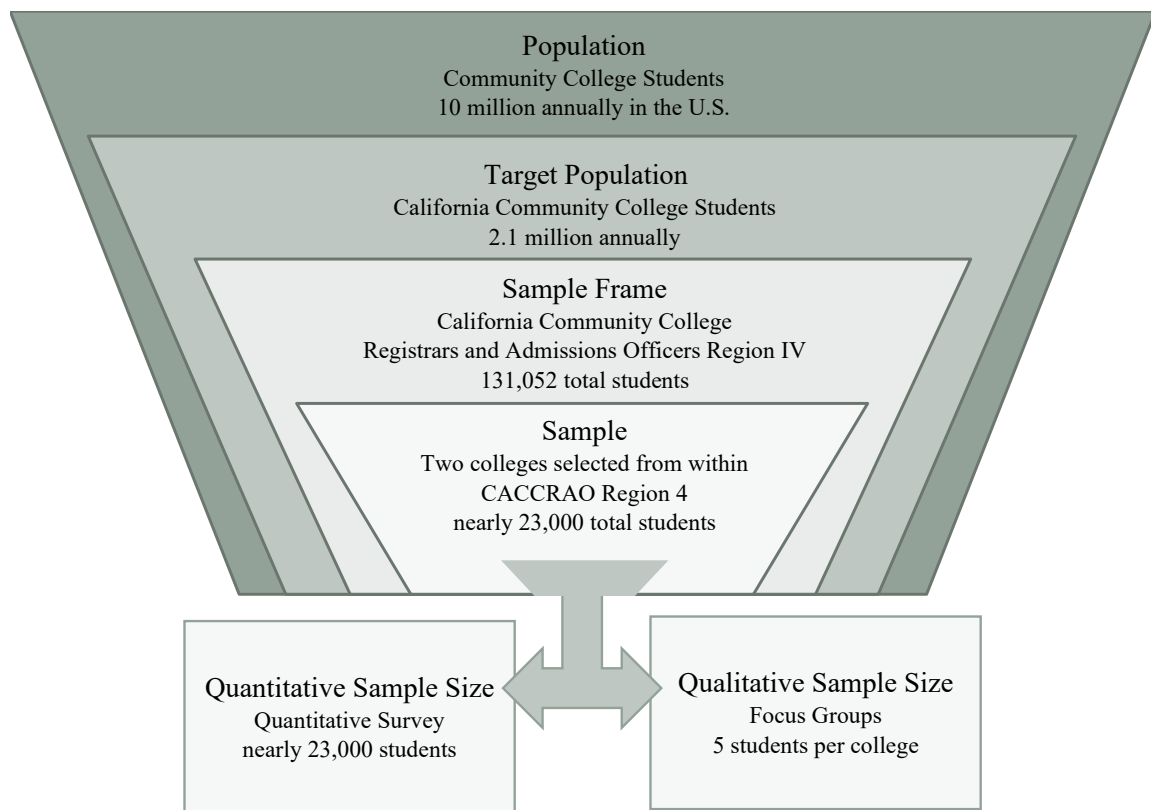 Population
Community College Students
10 million annually in the U.S.
Target Population
California Community College Students
2.1 million annually
Sample Frame
California Community College
Registrars and Admissions Officers Region IV
131,052 total students
Sample
Two colleges selected from within
CACCRAO Region 4
nearly 23,000 total students
Quantitative Sample Size
Quantitative Survey
nearly 23,000 students
Qualitative Sample Size
Focus Groups
5 students per college